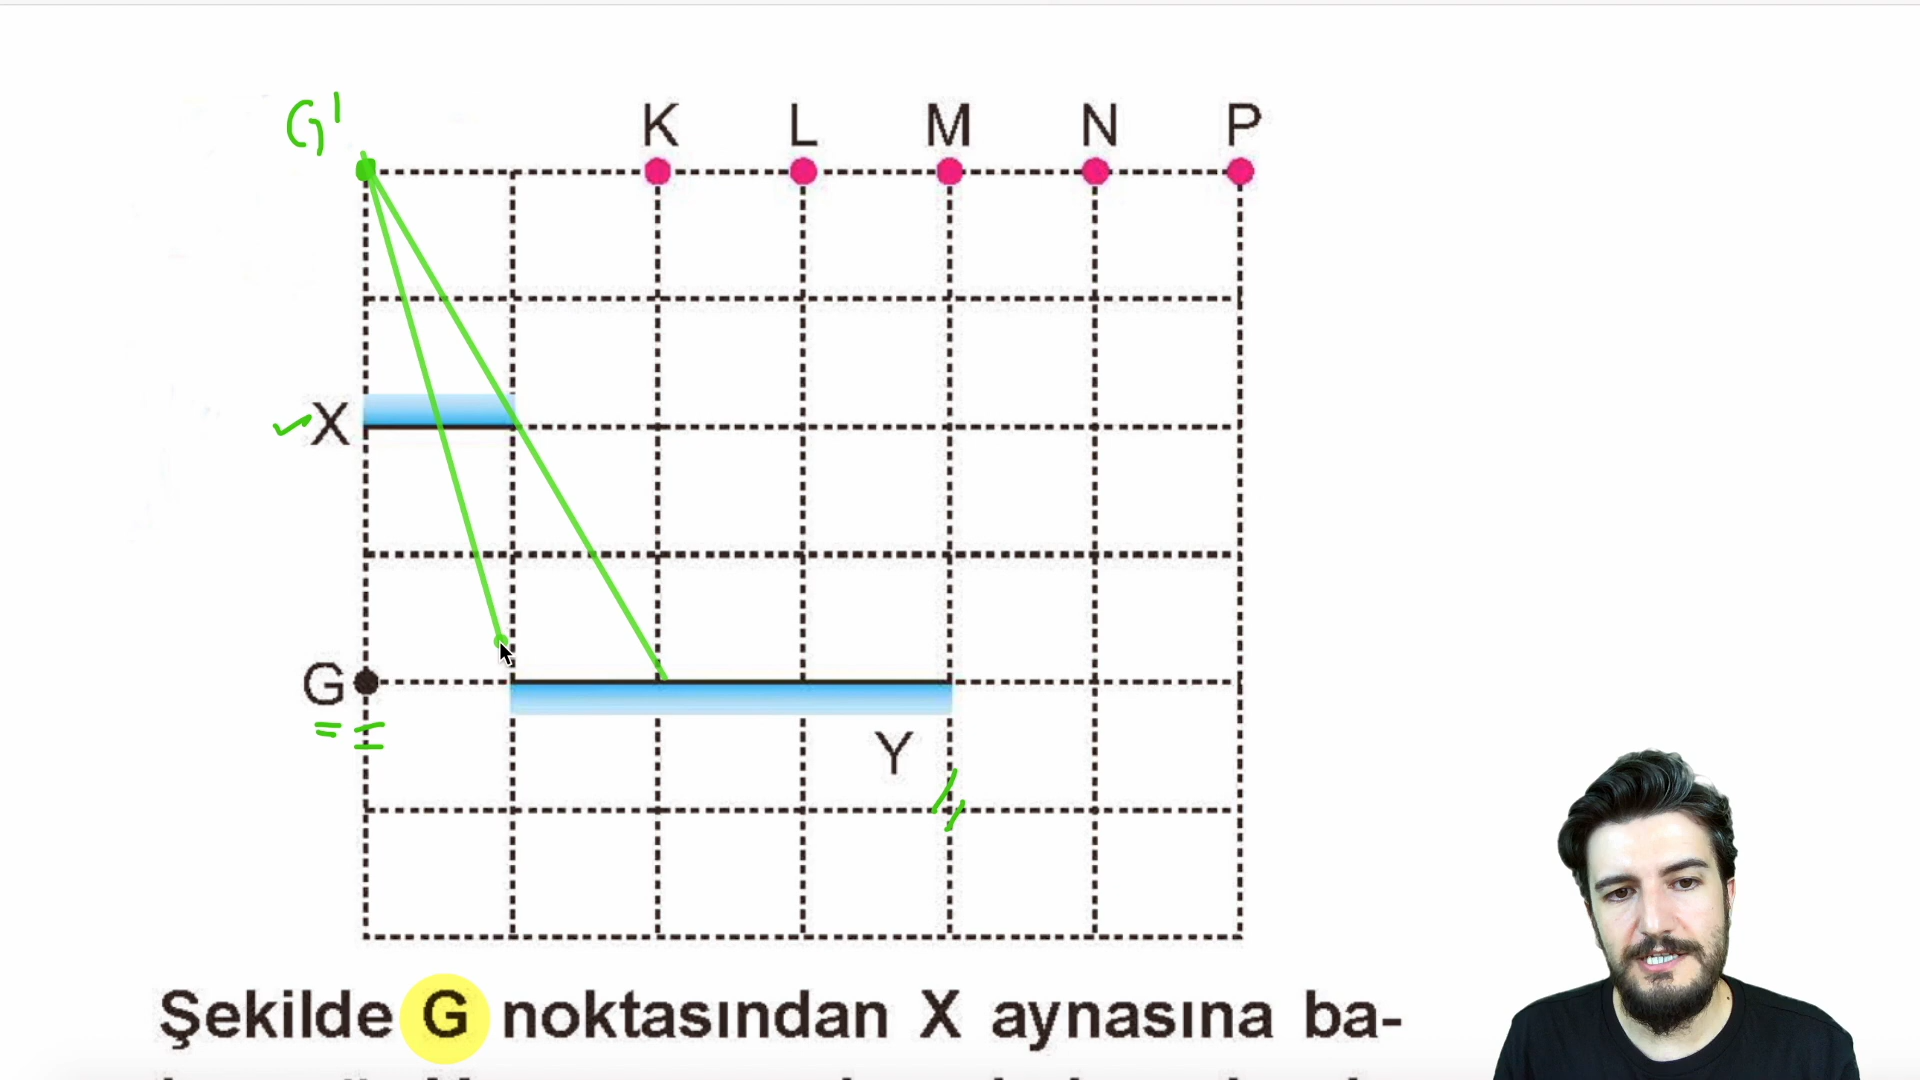 G'
K L M N P
X
G
Y
Şekilde G noktasından X aynasına ba-